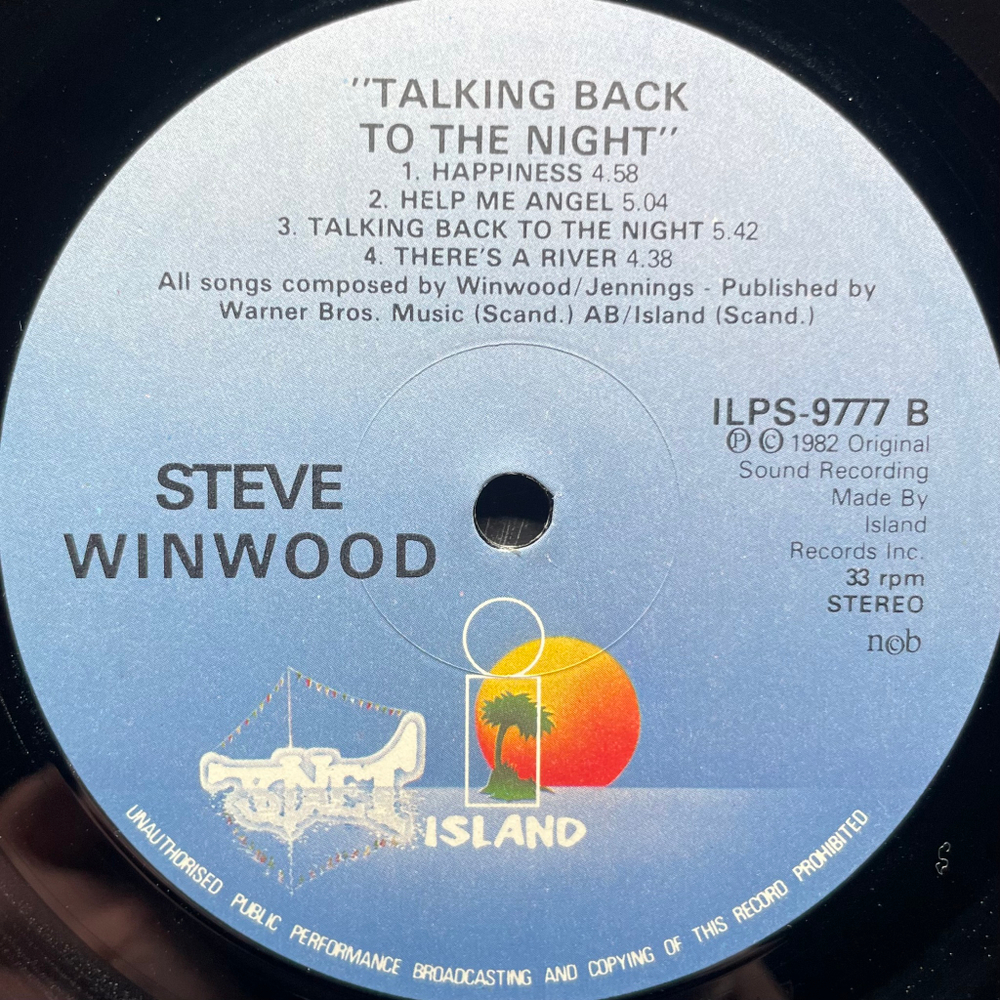 "TALKING BACK
TO THE NIGHT"
1. HAPPINESS 4.58
2. HELP ME ANGEL 5.04
3. TALKING BACK TO THE NIGHT 5.42
4. THERE'S A RIVER 4.38
All songs composed by Winwood/Jennings - Published by
Warner Bros. Music (Scand.) AB/Island (Scand.)
ILPS-9777 B
Ⓟ © 1982 Original
Sound Recording
Made By
Island
Records Inc.
33 rpm
STEREO
n©b
STEVE
WINWOOD
ISLAND
UNAUTHORISED PUBLIC PERFORMANCE BROADCASTING AND COPYING OF THIS RECORD PROHIBITED